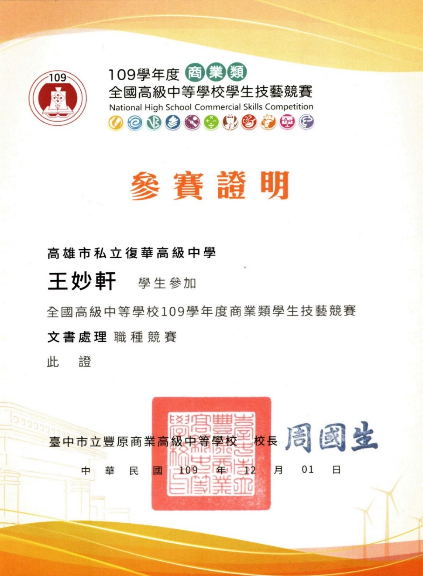 109
109學年度 商業類
全國高級中等學校學生技藝競賽
National High School Commercial Skills Competition
參賽證明
高雄市私立復華高級中學
王妙軒 學生參加
全國高級中等學校109學年度商業類學生技藝競賽
文書處理 職種競賽
此 證
臺中市立豐原商業高級中等學校 校長 周國生
中 華 民 國 109 年 12 月 01 日